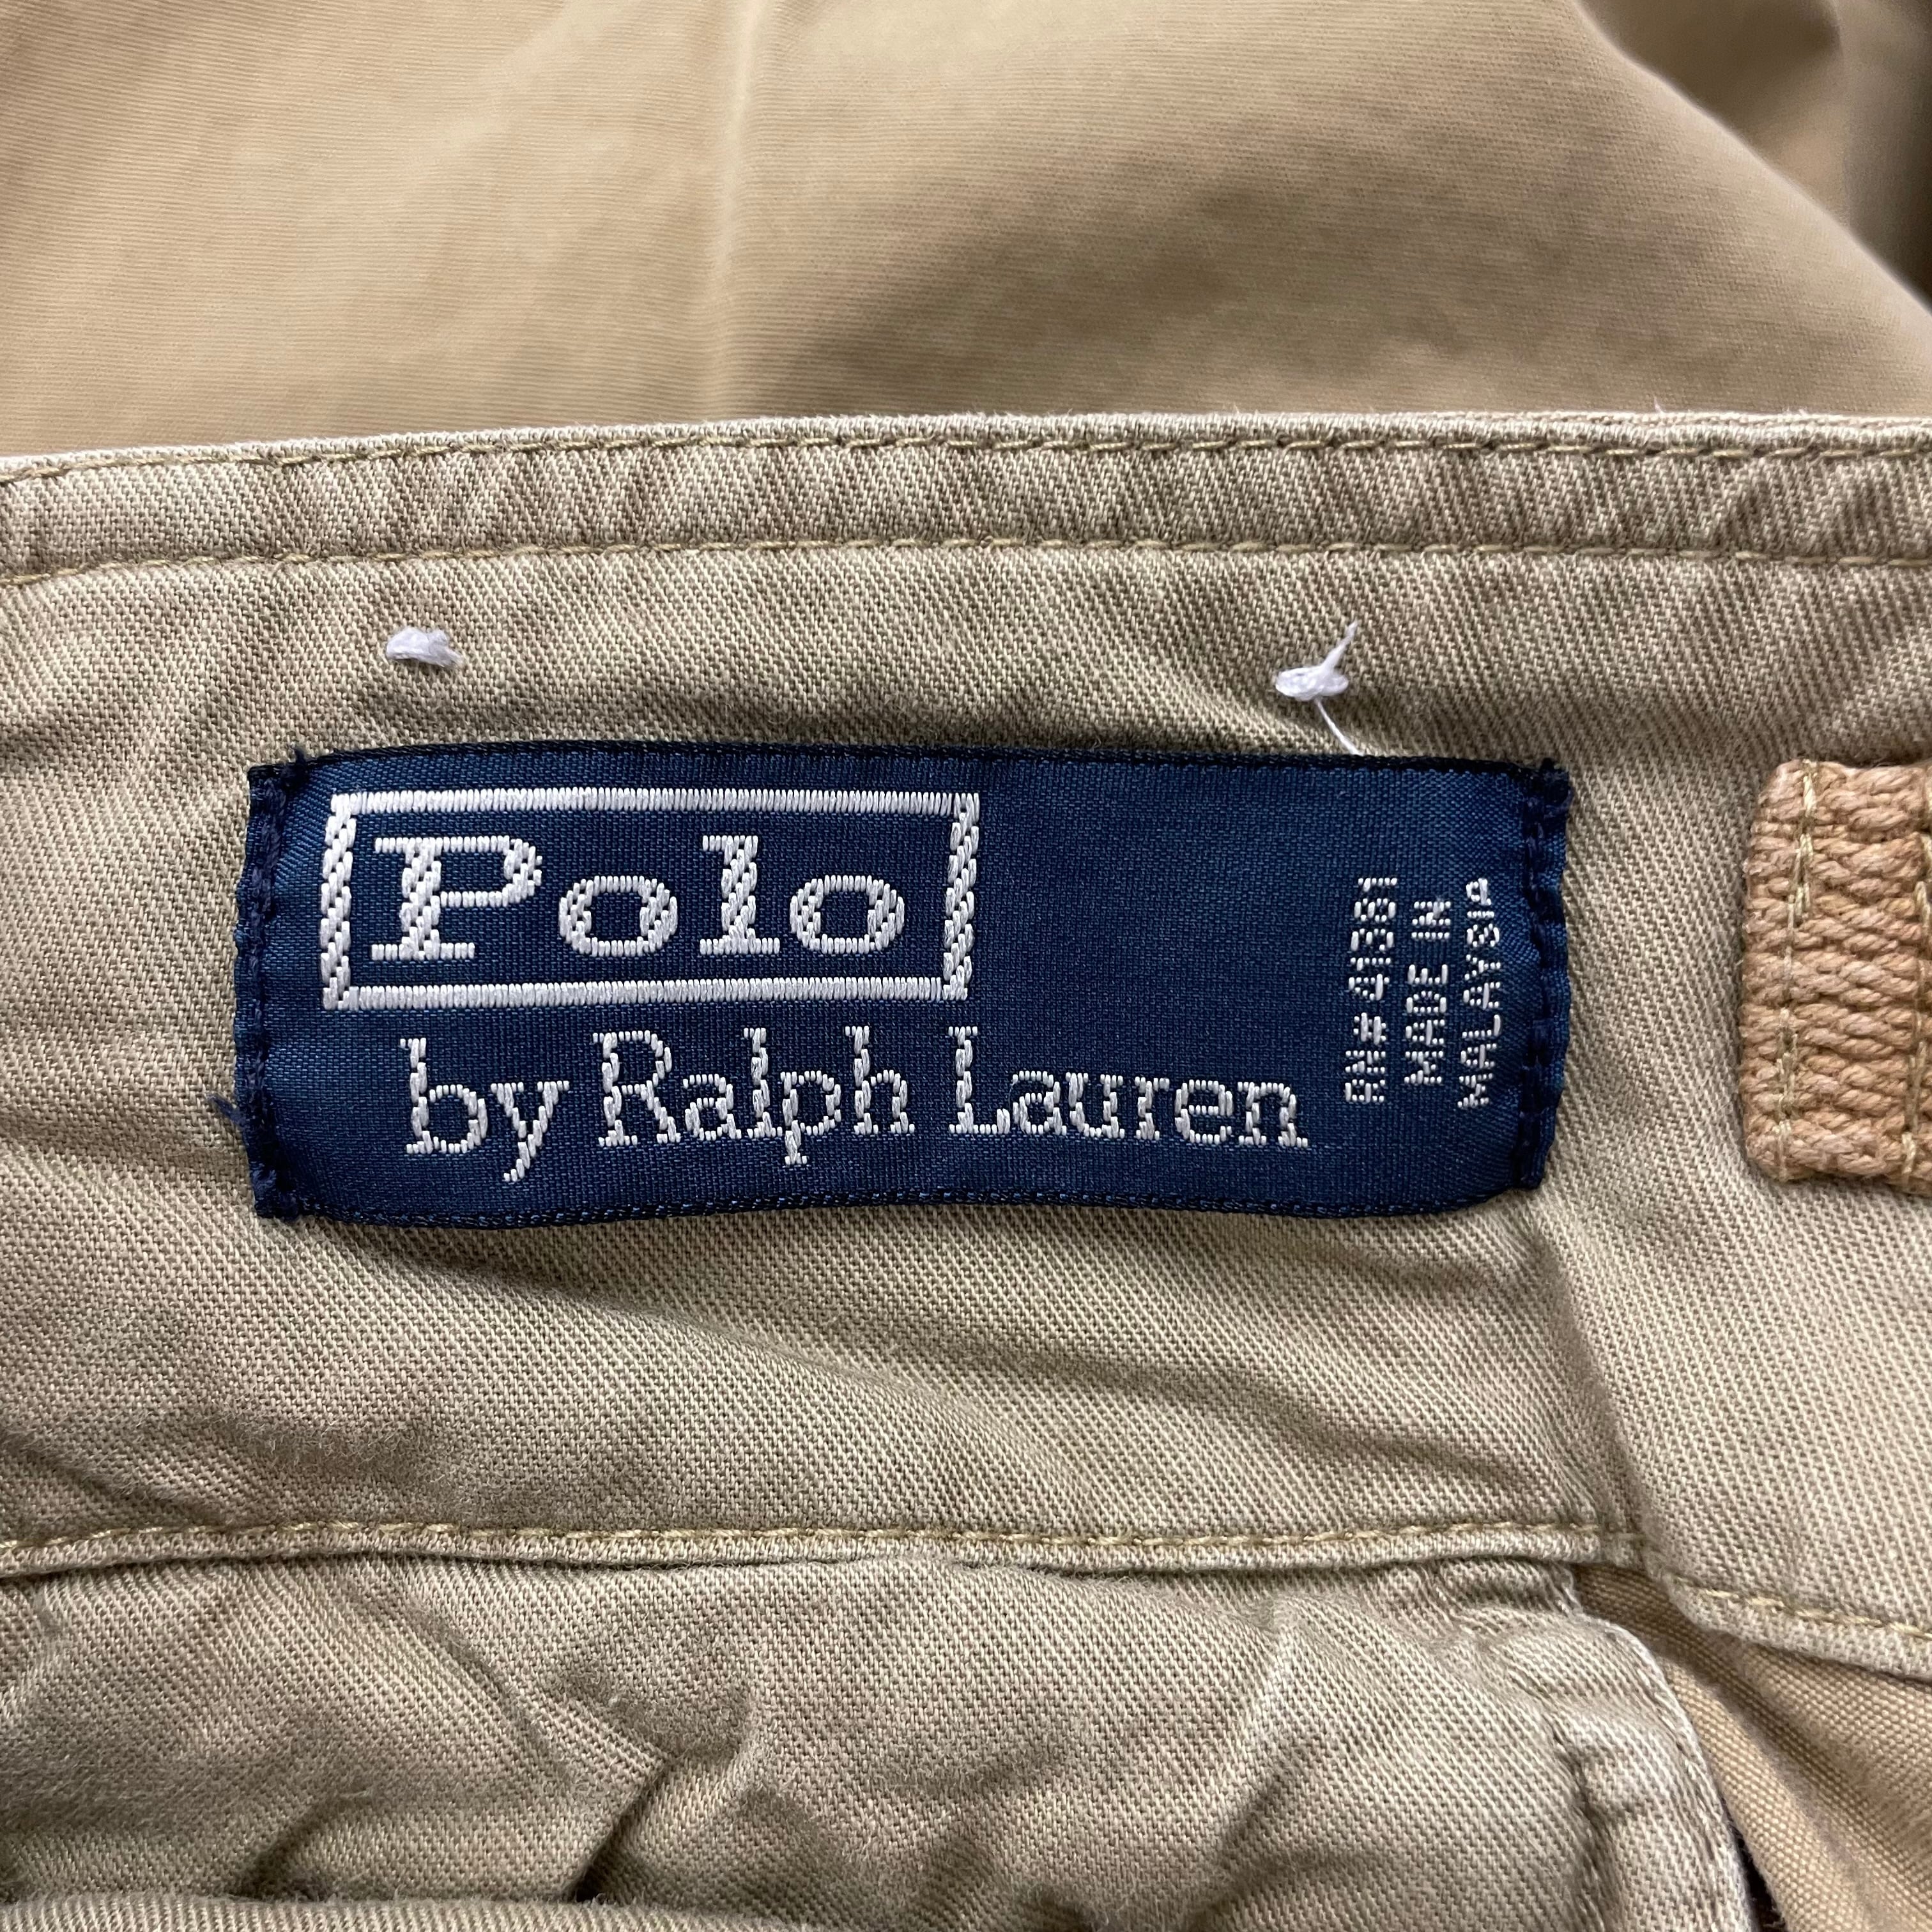 Polo
by Ralph Lauren
RN# 41381
MADE IN
MALAYSIA